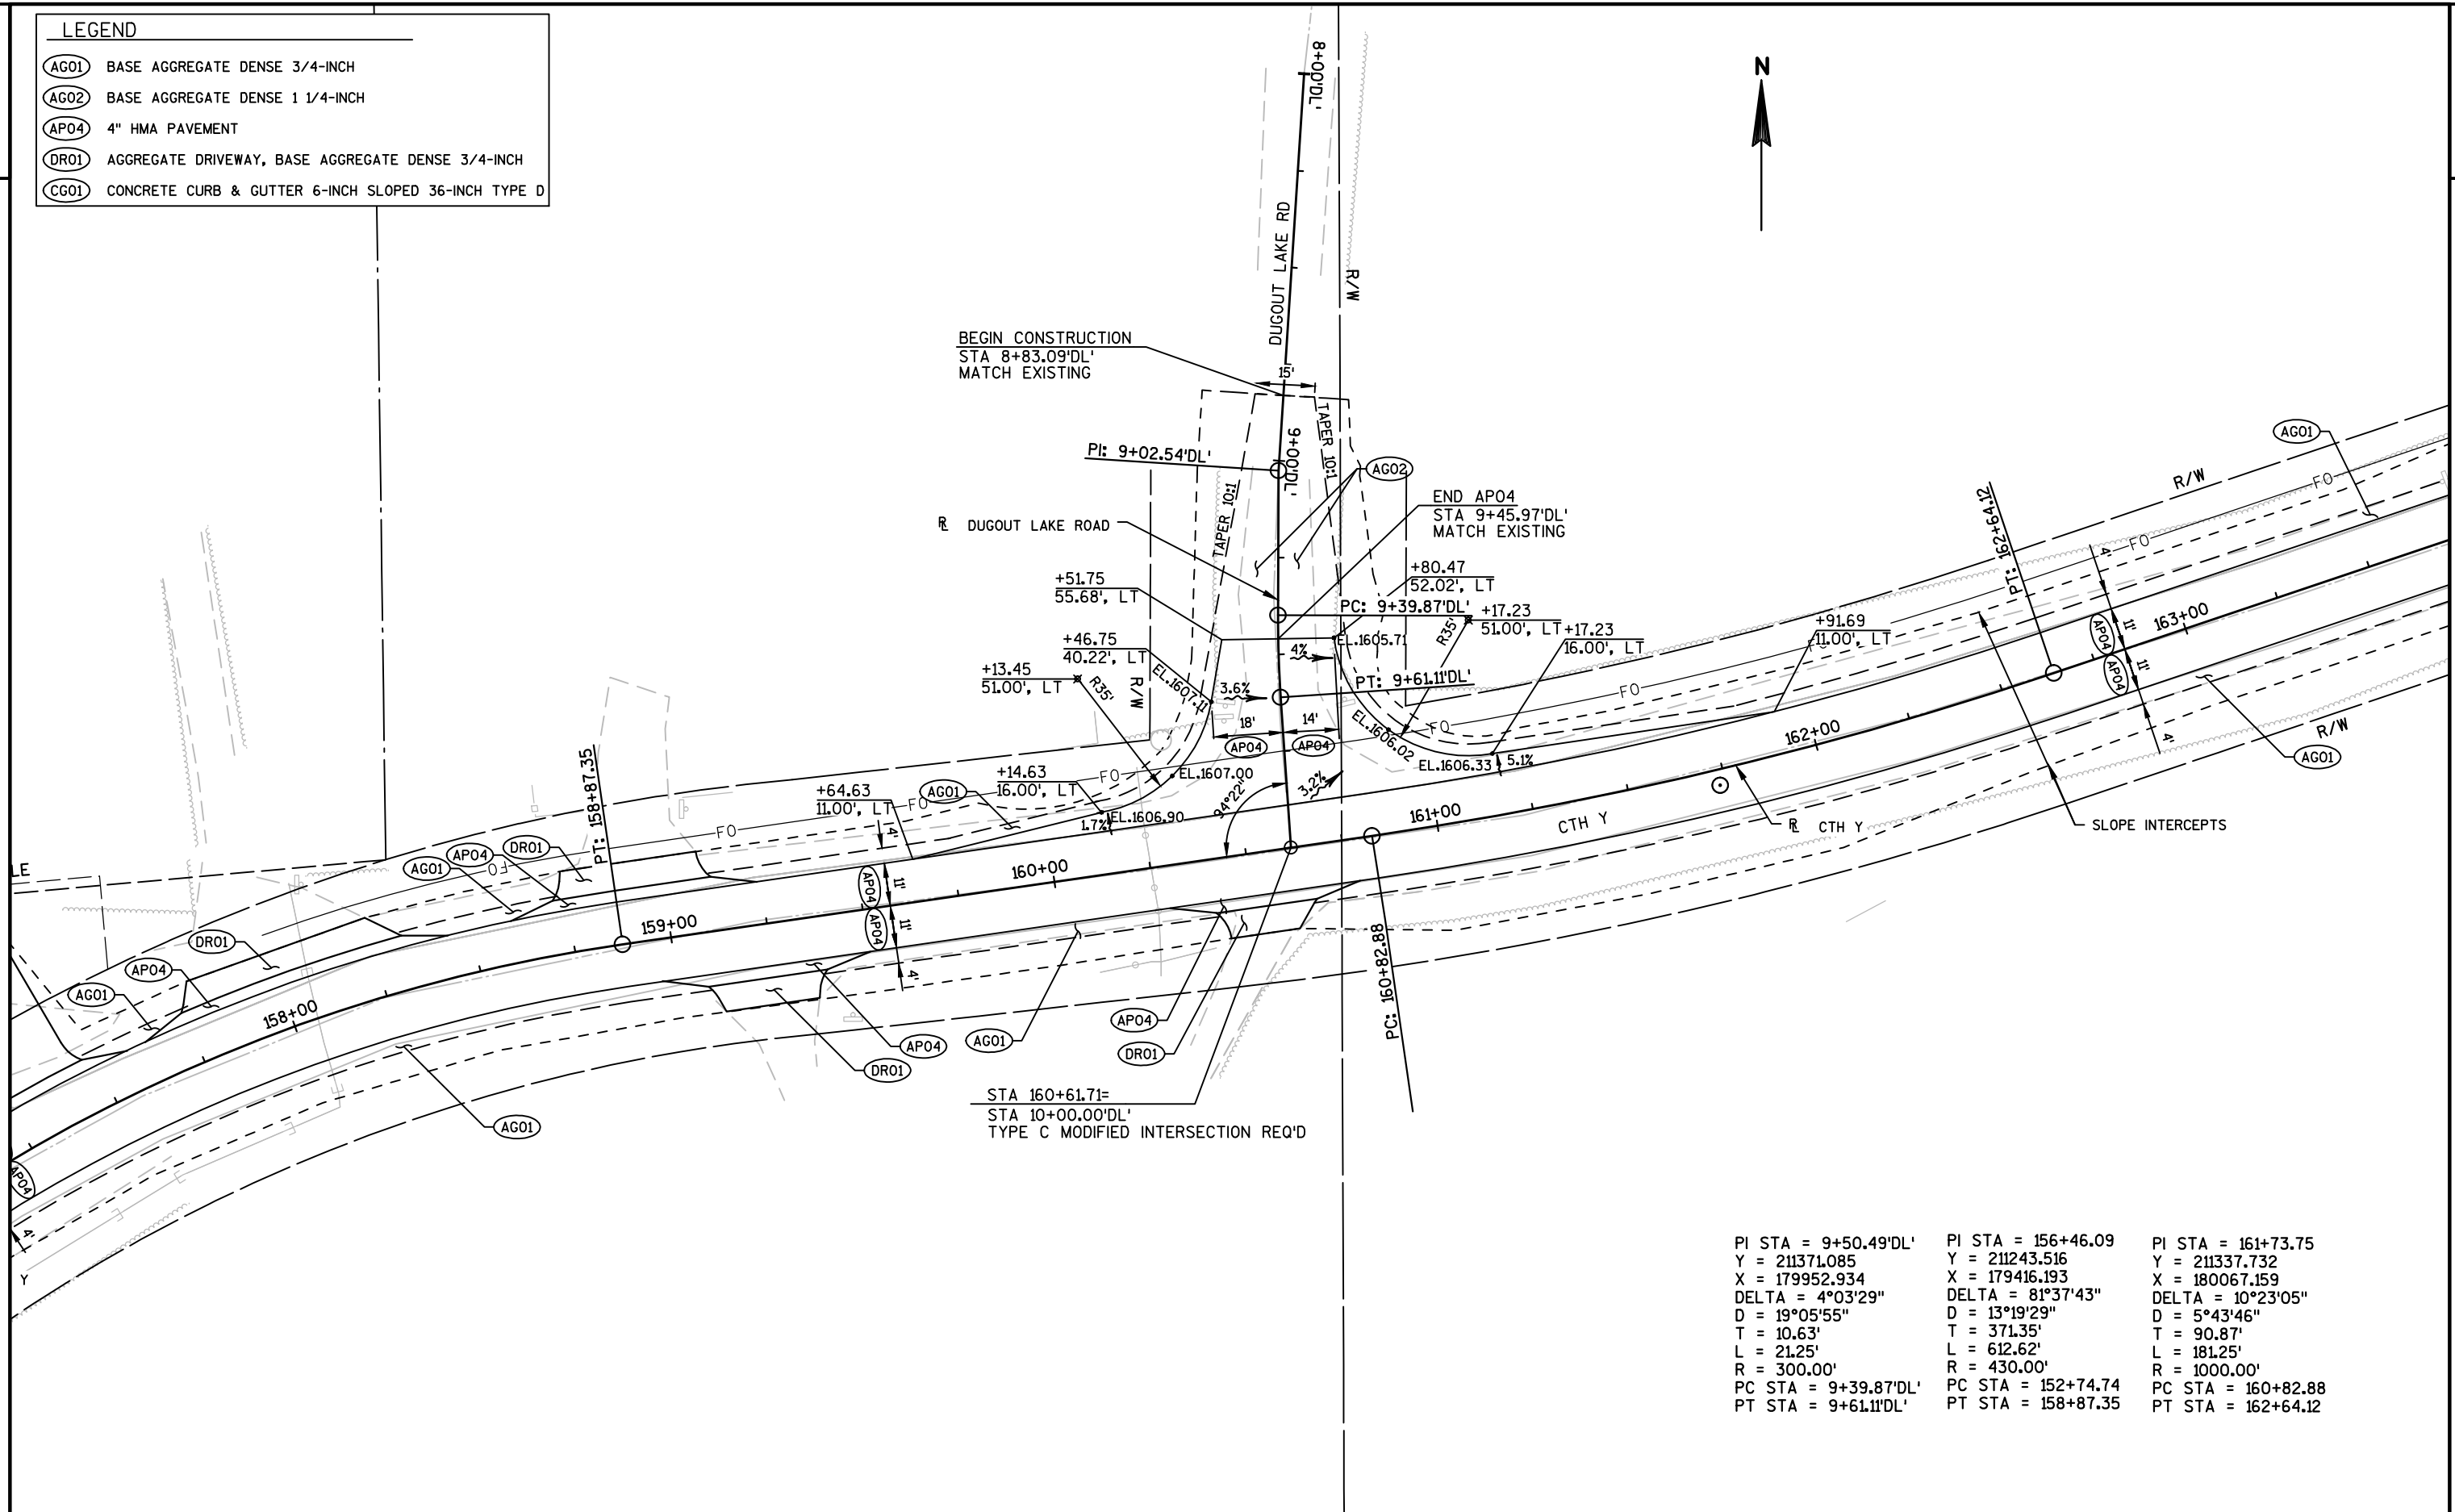 LEGEND
AG01 BASE AGGREGATE DENSE 3/4-INCH
AG02 BASE AGGREGATE DENSE 1 1/4-INCH
AP04 4" HMA PAVEMENT
DR01 AGGREGATE DRIVEWAY, BASE AGGREGATE DENSE 3/4-INCH
CG01 CONCRETE CURB & GUTTER 6-INCH SLOPED 36-INCH TYPE D
N
8+00'DL'
DUGOUT LAKE RD
R/W
BEGIN CONSTRUCTION
STA 8+83.09'DL'
MATCH EXISTING
15'
TAPER 10:1
9+00'DL'
PI: 9+02.54'DL'
AG02
TAPER 10:1
END AP04
STA 9+45.97'DL'
MATCH EXISTING
DUGOUT LAKE ROAD
+51.75
55.68', LT
+80.47
52.02', LT
PC: 9+39.87'DL'
+17.23
51.00', LT
R35'
+17.23
16.00', LT
+91.69
11.00', LT
EL.1605.71
+46.75
40.22', LT
4%
+13.45
51.00', LT
R35'
R/W
EL.1607.11
3.6%
PT: 9+61.11'DL'
18'
14'
AP04
AP04
EL.1606.02
EL.1606.33
5.1%
EL.1607.00
+14.63
16.00', LT
+64.63
11.00', LT
AG01
EL.1606.90
1.7%
94°22'
3.2%
FO
FO
FO
FO
FO
FO
FO
FO
FO
AG01
R/W
PT: 162+64.12
4'
11'
11'
4'
AP04
AP04
163+00
R/W
AG01
162+00
CTH Y
CTH Y
SLOPE INTERCEPTS
161+00
160+00
159+00
158+00
PT: 158+87.35
PC: 160+82.88
4'
11'
11'
4'
AP04
AP04
LE
AG01
AP04
DR01
DR01
AP04
AG01
AP04
DR01
AG01
AG01
AP04
DR01
AP04
4'
Y
STA 160+61.71=
STA 10+00.00'DL'
TYPE C MODIFIED INTERSECTION REQ'D
PI STA = 9+50.49'DL'
Y = 211371.085
X = 179952.934
DELTA = 4°03'29"
D = 19°05'55"
T = 10.63'
L = 21.25'
R = 300.00'
PC STA = 9+39.87'DL'
PT STA = 9+61.11'DL'
PI STA = 156+46.09
Y = 211243.516
X = 179416.193
DELTA = 81°37'43"
D = 13°19'29"
T = 371.35'
L = 612.62'
R = 430.00'
PC STA = 152+74.74
PT STA = 158+87.35
PI STA = 161+73.75
Y = 211337.732
X = 180067.159
DELTA = 10°23'05"
D = 5°43'46"
T = 90.87'
L = 181.25'
R = 1000.00'
PC STA = 160+82.88
PT STA = 162+64.12